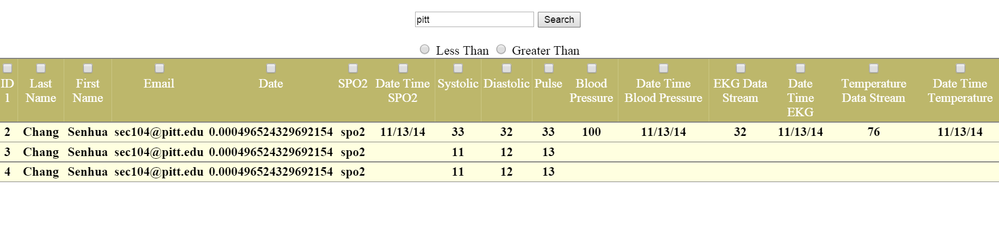 pitt Search
Less Than Greater Than
ID 1 Last Name First Name Email Date SPO2 Date Time SPO2 Systolic Diastolic Pulse Blood Pressure Date Time Blood Pressure EKG Data Stream Date Time EKG Temperature Data Stream Date Time Temperature
2 Chang Senhua sec104@pitt.edu 0.000496524329692154 spo2 11/13/14 33 32 33 100 11/13/14 32 11/13/14 76 11/13/14
3 Chang Senhua sec104@pitt.edu 0.000496524329692154 spo2 11 12 13
4 Chang Senhua sec104@pitt.edu 0.000496524329692154 spo2 11 12 13